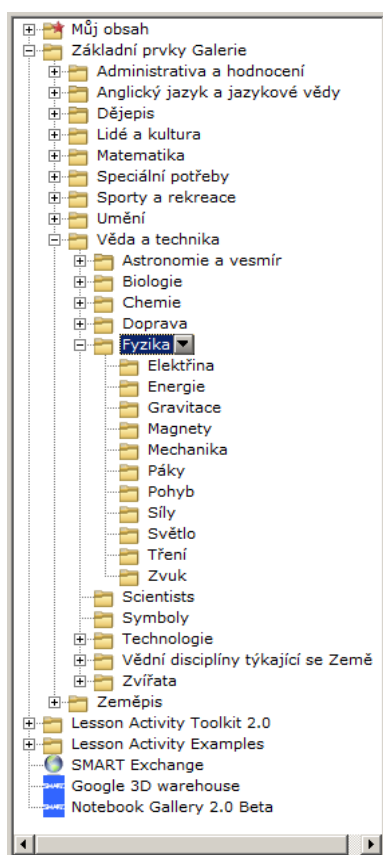 Můj obsah
Základní prvky Galerie
Administrativa a hodnocení
Anglický jazyk a jazykové vědy
Dějepis
Lidé a kultura
Matematika
Speciální potřeby
Sporty a rekreace
Umění
Věda a technika
Astronomie a vesmír
Biologie
Chemie
Doprava
Fyzika
Elektřina
Energie
Gravitace
Magnety
Mechanika
Páky
Pohyb
Síly
Světlo
Tření
Zvuk
Scientists
Symboly
Technologie
Vědní disciplíny týkající se Země
Zvířata
Zeměpis
Lesson Activity Toolkit 2.0
Lesson Activity Examples
SMART Exchange
Google 3D warehouse
Notebook Gallery 2.0 Beta